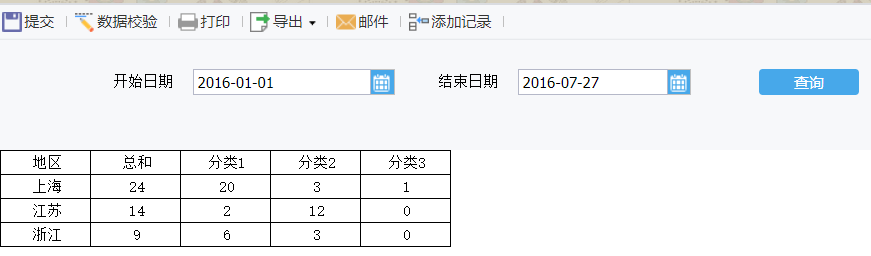 提交 数据校验 打印 导出 邮件 添加记录
开始日期 2016-01-01 结束日期 2016-07-27 查询
地区 总和 分类1 分类2 分类3
上海 24 20 3 1
江苏 14 2 12 0
浙江 9 6 3 0